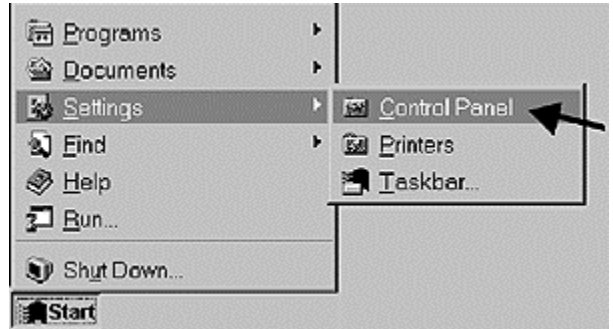 Programs
Documents
Settings
Find
Help
Run...
Shut Down...
Start
Control Panel
Printers
Taskbar...